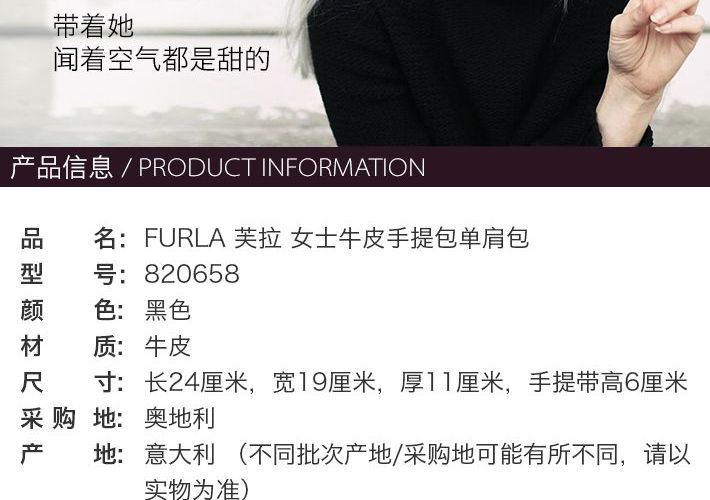 带着她
闻着空气都是甜的
产品信息 / PRODUCT INFORMATION
品 名: FURLA 芙拉 女士牛皮手提包单肩包
型 号: 820658
颜 色: 黑色
材 质: 牛皮
尺 寸: 长24厘米，宽19厘米，厚11厘米，手提带高6厘米
采 购 地: 奥地利
产 地: 意大利 （不同批次产地/采购地可能有所不同，请以
实物为准）